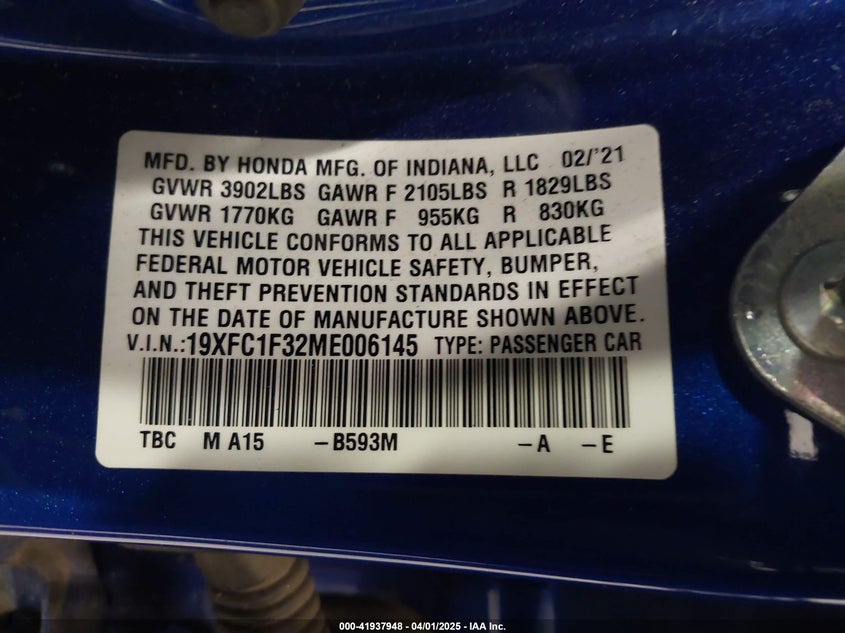 MFD. BY HONDA MFG. OF INDIANA, LLC 02/'21
GVWR 3902LBS GAWR F 2105LBS R 1829LBS
GVWR 1770KG GAWR F 955KG R 830KG
THIS VEHICLE CONFORMS TO ALL APPLICABLE
FEDERAL MOTOR VEHICLE SAFETY, BUMPER,
AND THEFT PREVENTION STANDARDS IN EFFECT
ON THE DATE OF MANUFACTURE SHOWN ABOVE.
V.I.N.:19XFC1F32ME006145 TYPE: PASSENGER CAR
TBC M A15 –B593M –A –E
000-41937948 | 04/01/2025 - IAA Inc.